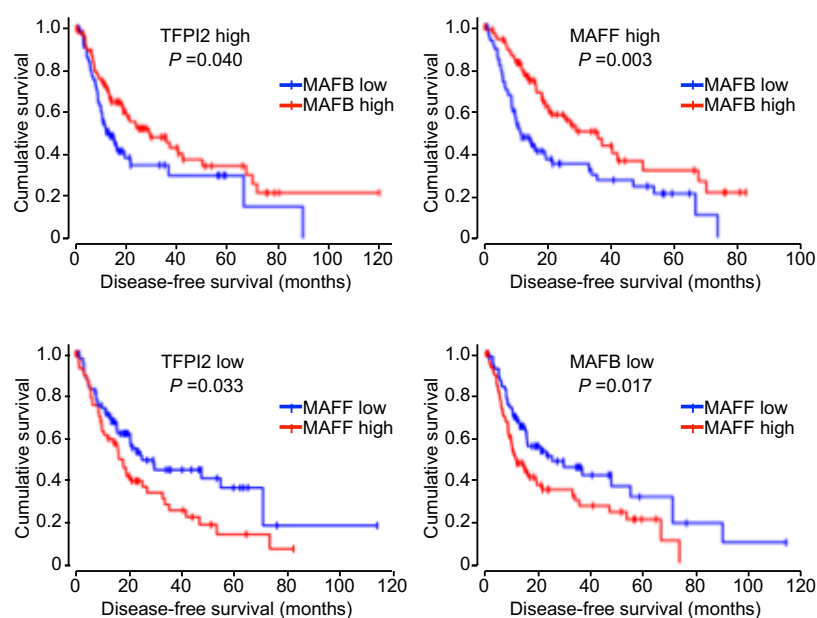 TFPI2 high
P =0.040
MAFB low
MAFB high
Cumulative survival
1.0
0.8
0.6
0.4
0.2
0
0 20 40 60 80 100 120
Disease-free survival (months)
MAFF high
P =0.003
MAFB low
MAFB high
Cumulative survival
1.0
0.8
0.6
0.4
0.2
0
0 20 40 60 80 100
Disease-free survival (months)
TFPI2 low
P =0.033
MAFF low
MAFF high
Cumulative survival
1.0
0.8
0.6
0.4
0.2
0
0 20 40 60 80 100 120
Disease-free survival (months)
MAFB low
P =0.017
MAFF low
MAFF high
Cumulative survival
1.0
0.8
0.6
0.4
0.2
0
0 20 40 60 80 100 120
Disease-free survival (months)